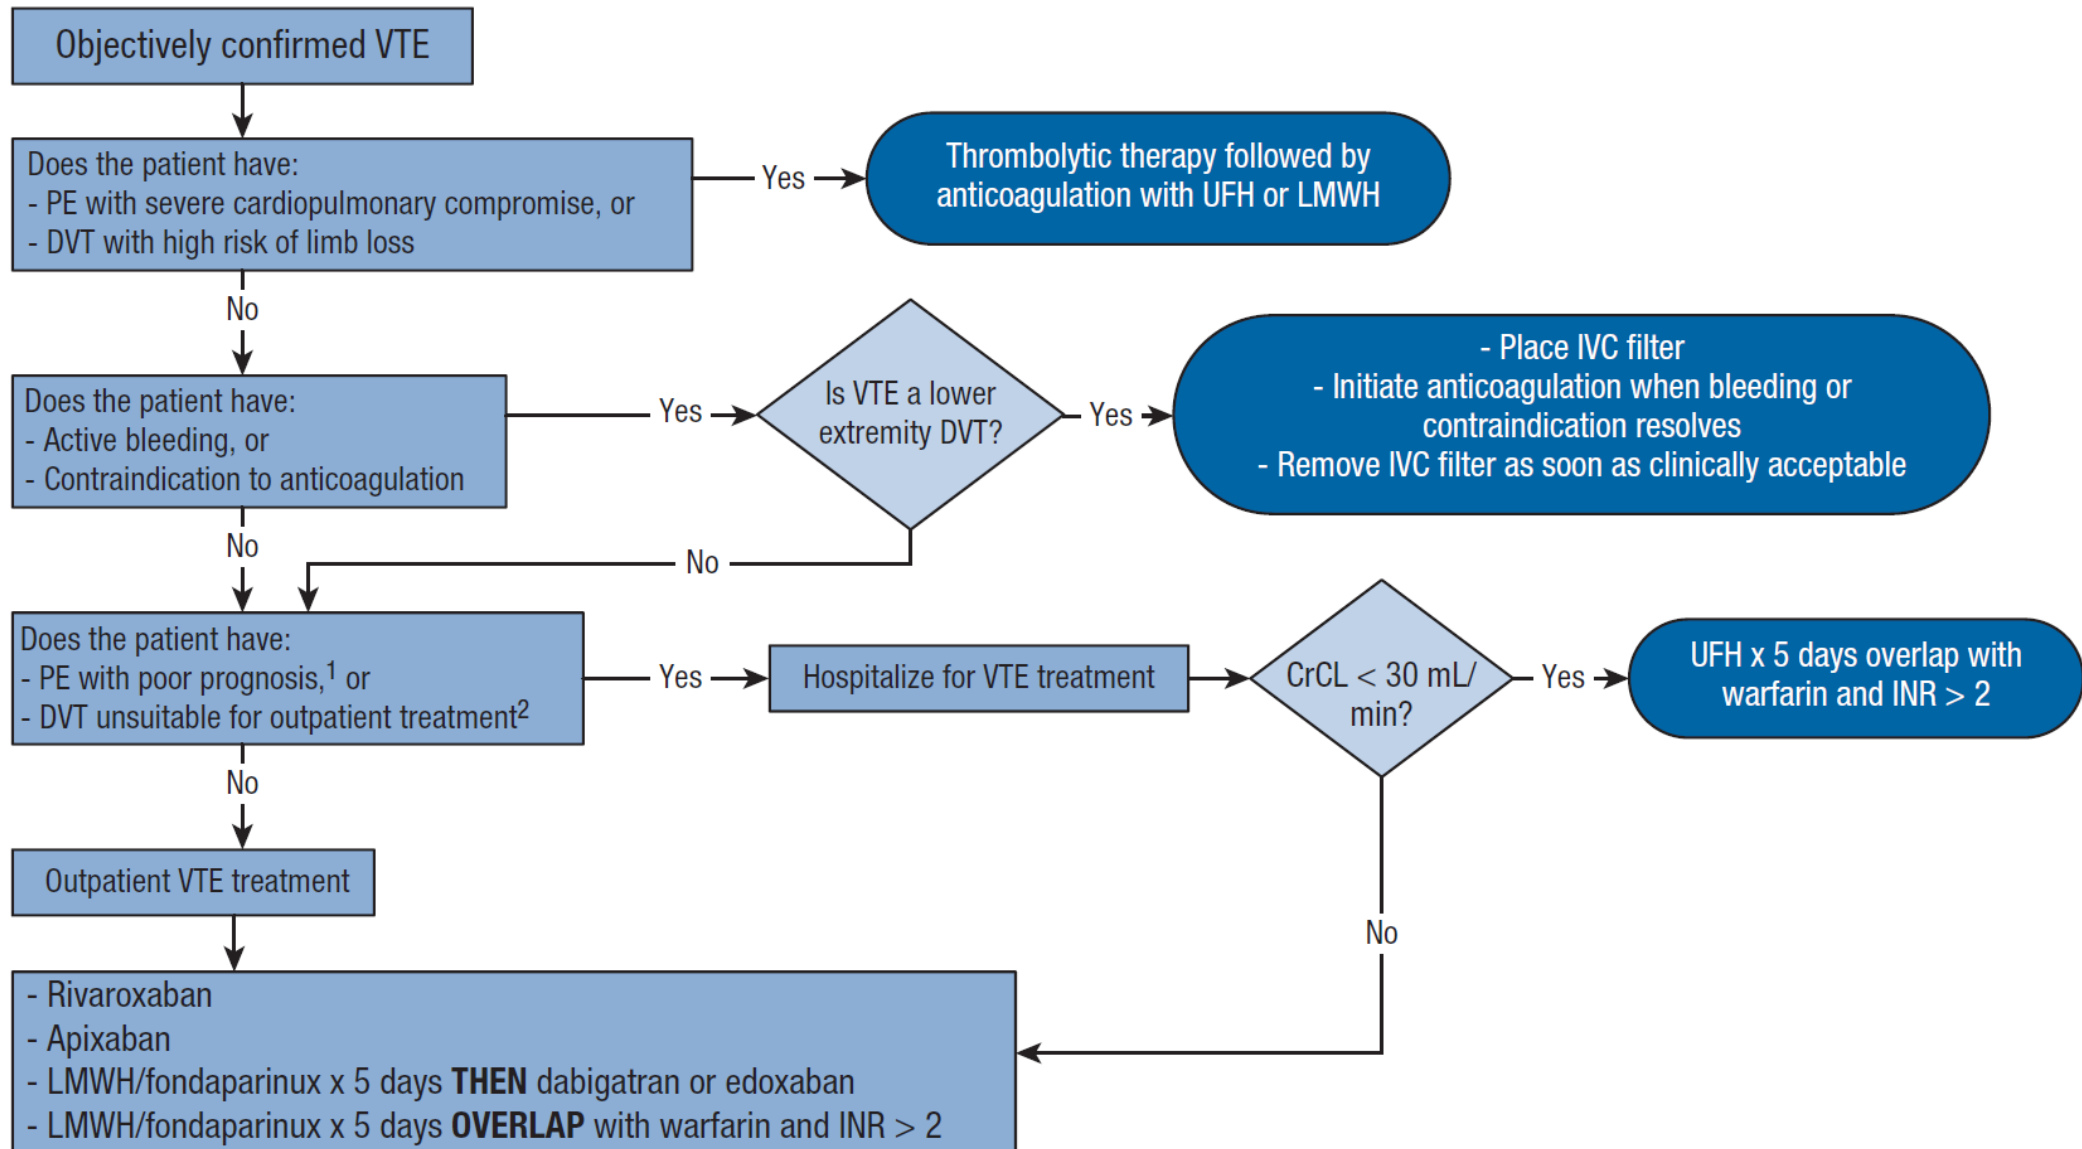 Objectively confirmed VTE
Does the patient have:
- PE with severe cardiopulmonary compromise, or
- DVT with high risk of limb loss
Yes
Thrombolytic therapy followed by
anticoagulation with UFH or LMWH
No
Does the patient have:
- Active bleeding, or
- Contraindication to anticoagulation
Yes
Is VTE a lower
extremity DVT?
Yes
- Place IVC filter
- Initiate anticoagulation when bleeding or
contraindication resolves
- Remove IVC filter as soon as clinically acceptable
No
No
Does the patient have:
- PE with poor prognosis,1 or
- DVT unsuitable for outpatient treatment2
Yes
Hospitalize for VTE treatment
CrCL < 30 mL/
min?
Yes
UFH x 5 days overlap with
warfarin and INR > 2
No
Outpatient VTE treatment
No
- Rivaroxaban
- Apixaban
- LMWH/fondaparinux x 5 days THEN dabigatran or edoxaban
- LMWH/fondaparinux x 5 days OVERLAP with warfarin and INR > 2